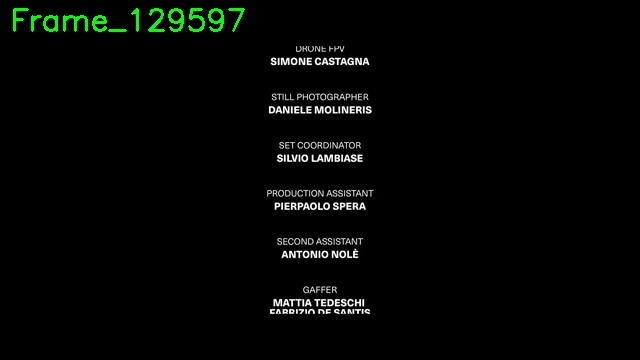 Frame_129597
DRONE FPV
SIMONE CASTAGNA
STILL PHOTOGRAPHER
DANIELE MOLINERIS
SET COORDINATOR
SILVIO LAMBIASE
PRODUCTION ASSISTANT
PIERPAOLO SPERA
SECOND ASSISTANT
ANTONIO NOLÈ
GAFFER
MATTIA TEDESCHI
FABRIZIO DE SANTIS